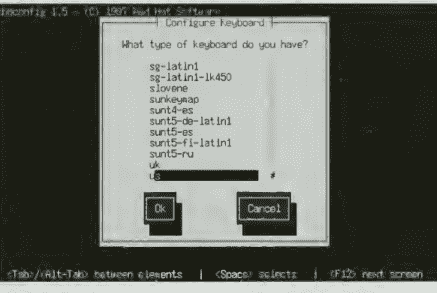 kbdconfig 1.5 - (C) 1997 Red Hat Software
Configure Keyboard
What type of keyboard do you have?
sg-latin1
sg-latin1-lk450
slovene
sunkeymap
sunt4-es
sunt5-de-latin1
sunt5-es
sunt5-fi-latin1
sunt5-ru
uk
us #
Ok Cancel
<Tab>/<Alt-Tab> between elements | <Space> selects | <F12> next screen